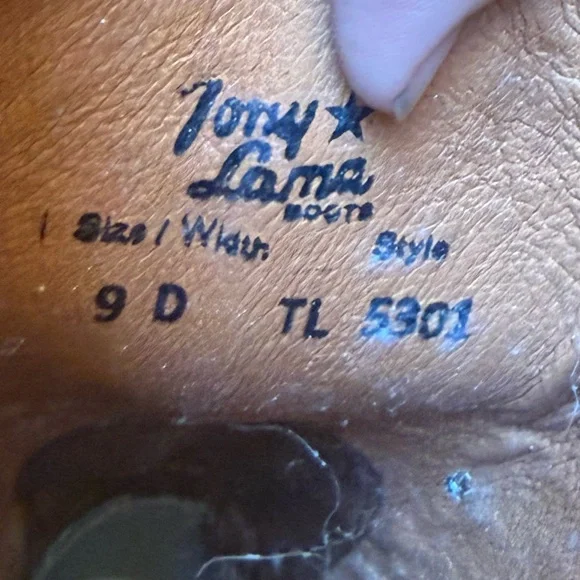 Tony
Lama
BOOTS
Size / Width Style
9 D TL 5301